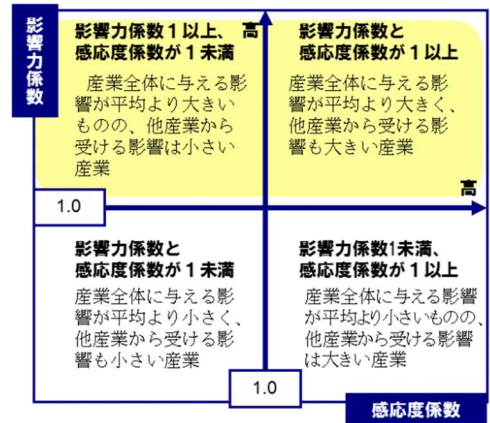 影響力係数
高
影響力係数１以上、
感応度係数が１未満
産業全体に与える影
響が平均より大きい
ものの、他産業から
受ける影響は小さい
産業
影響力係数と
感応度係数が１以上
産業全体に与える影
響が平均より大きく、
他産業から受ける影
響も大きい産業
高
1.0
影響力係数と
感応度係数が１未満
産業全体に与える影
響が平均より小さく、
他産業から受ける影
響も小さい産業
影響力係数1未満、
感応度係数が１以上
産業全体に与える影響
が平均より小さいものの、
他産業から受ける影響
は大きい産業
1.0
感応度係数